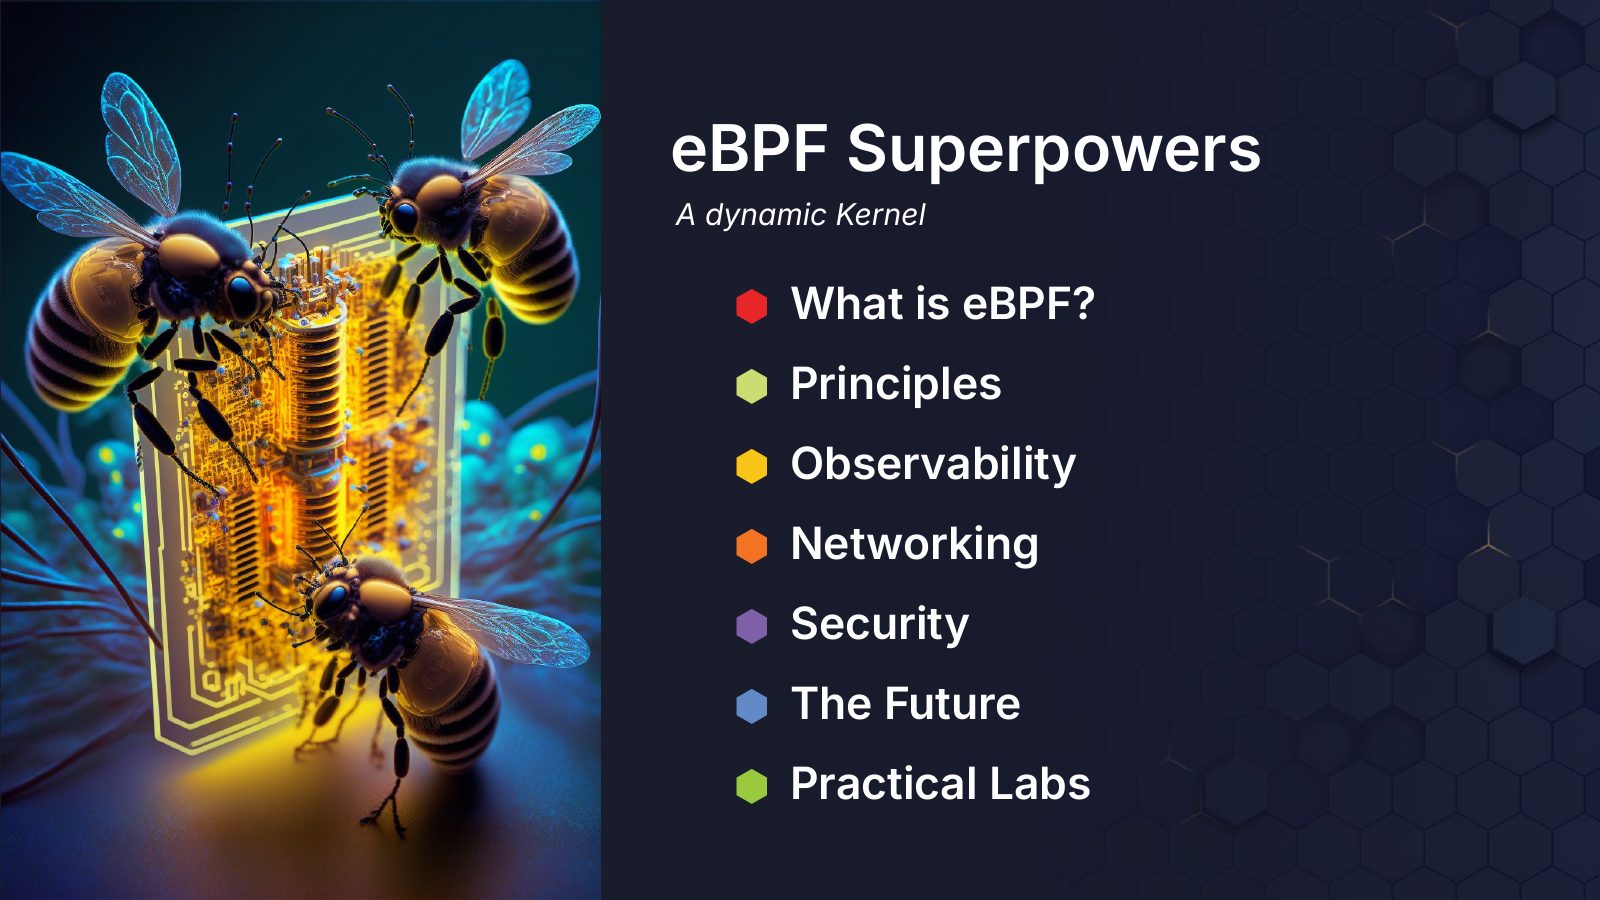 eBPF Superpowers
A dynamic Kernel
What is eBPF?
Principles
Observability
Networking
Security
The Future
Practical Labs